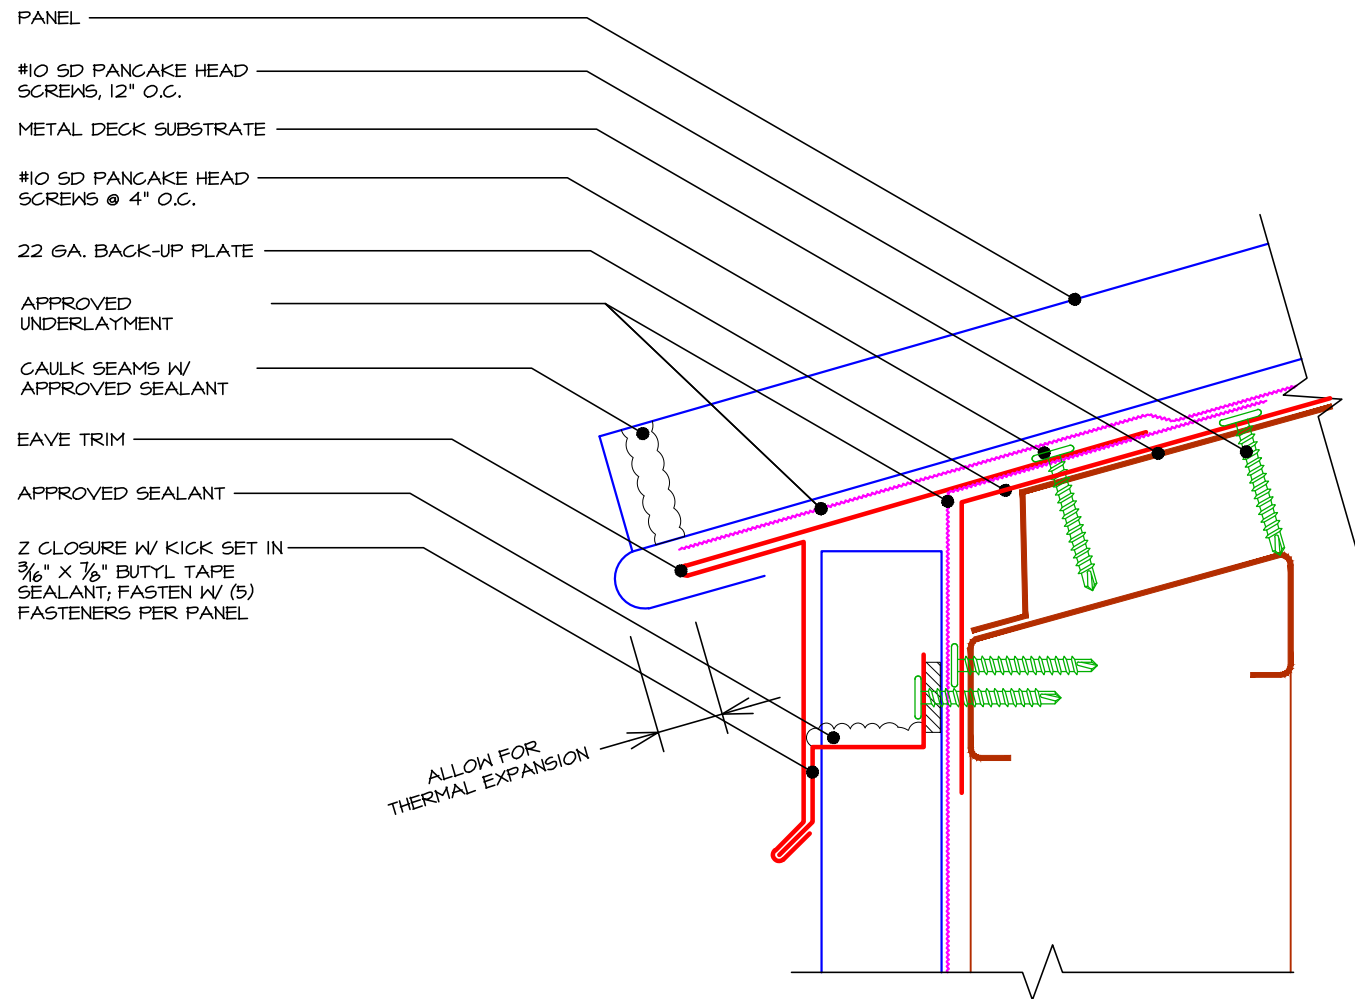 PANEL
#10 SD PANCAKE HEAD
SCREWS, 12" O.C.
METAL DECK SUBSTRATE
#10 SD PANCAKE HEAD
SCREWS @ 4" O.C.
22 GA. BACK-UP PLATE
APPROVED
UNDERLAYMENT
CAULK SEAMS W/
APPROVED SEALANT
EAVE TRIM
APPROVED SEALANT
Z CLOSURE W/ KICK SET IN
3/16" X 7/8" BUTYL TAPE
SEALANT; FASTEN W/ (5)
FASTENERS PER PANEL
ALLOW FOR
THERMAL EXPANSION